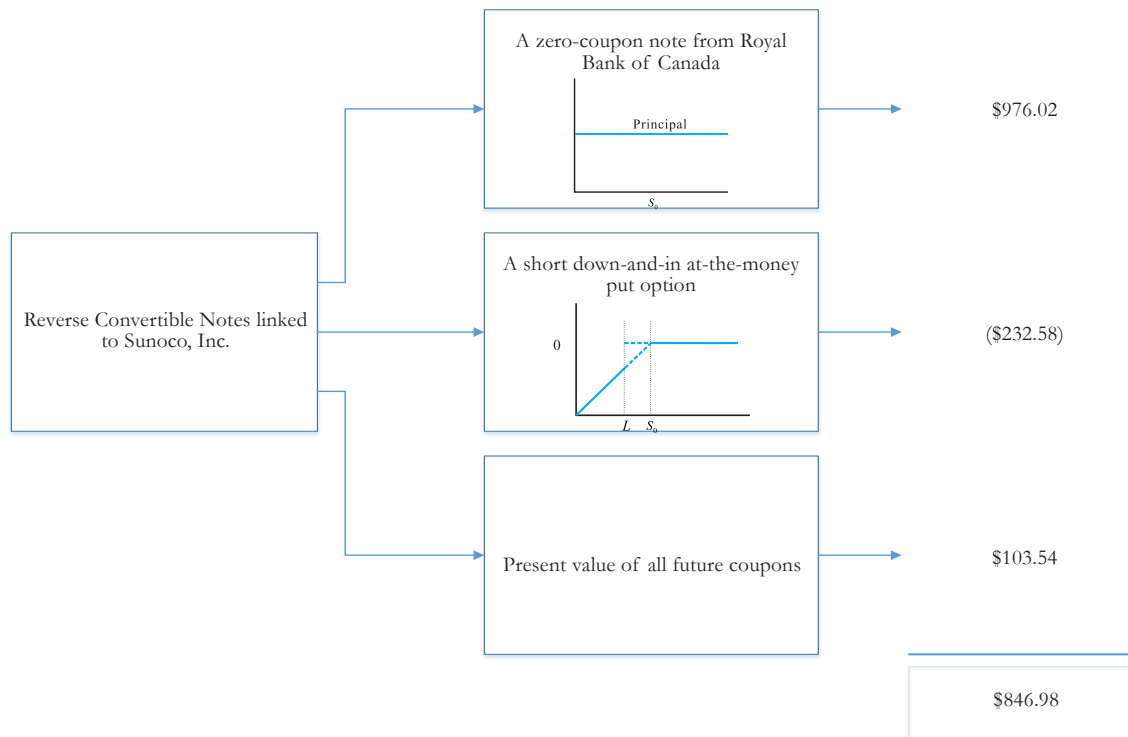 A zero-coupon note from Royal
Bank of Canada
Principal
S₀
$976.02
Reverse Convertible Notes linked
to Sunoco, Inc.
A short down-and-in at-the-money
put option
0
L S₀
($232.58)
Present value of all future coupons
$103.54
$846.98